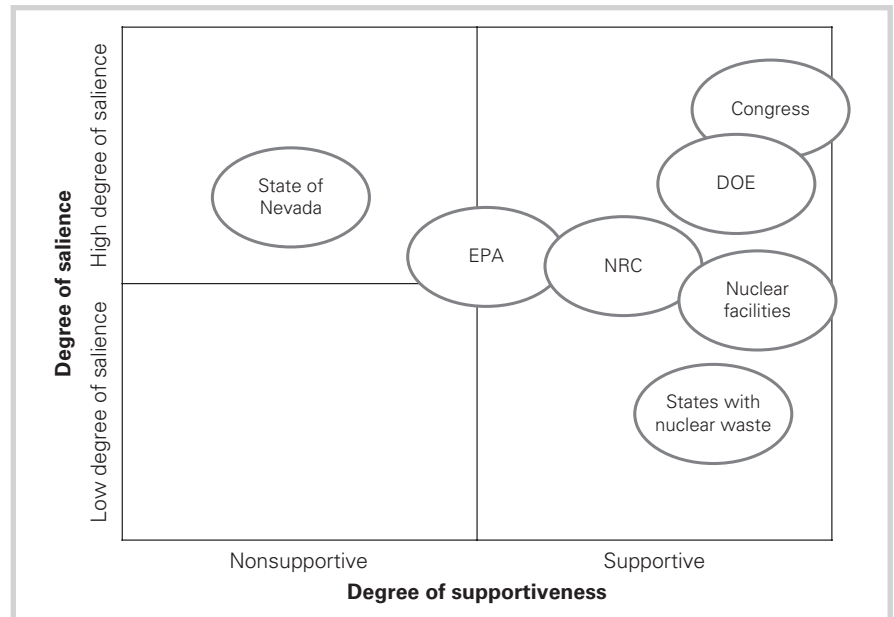 Degree of salience
High degree of salience
Low degree of salience
Congress
DOE
State of
Nevada
EPA
NRC
Nuclear
facilities
States with
nuclear waste
Nonsupportive
Supportive
Degree of supportiveness